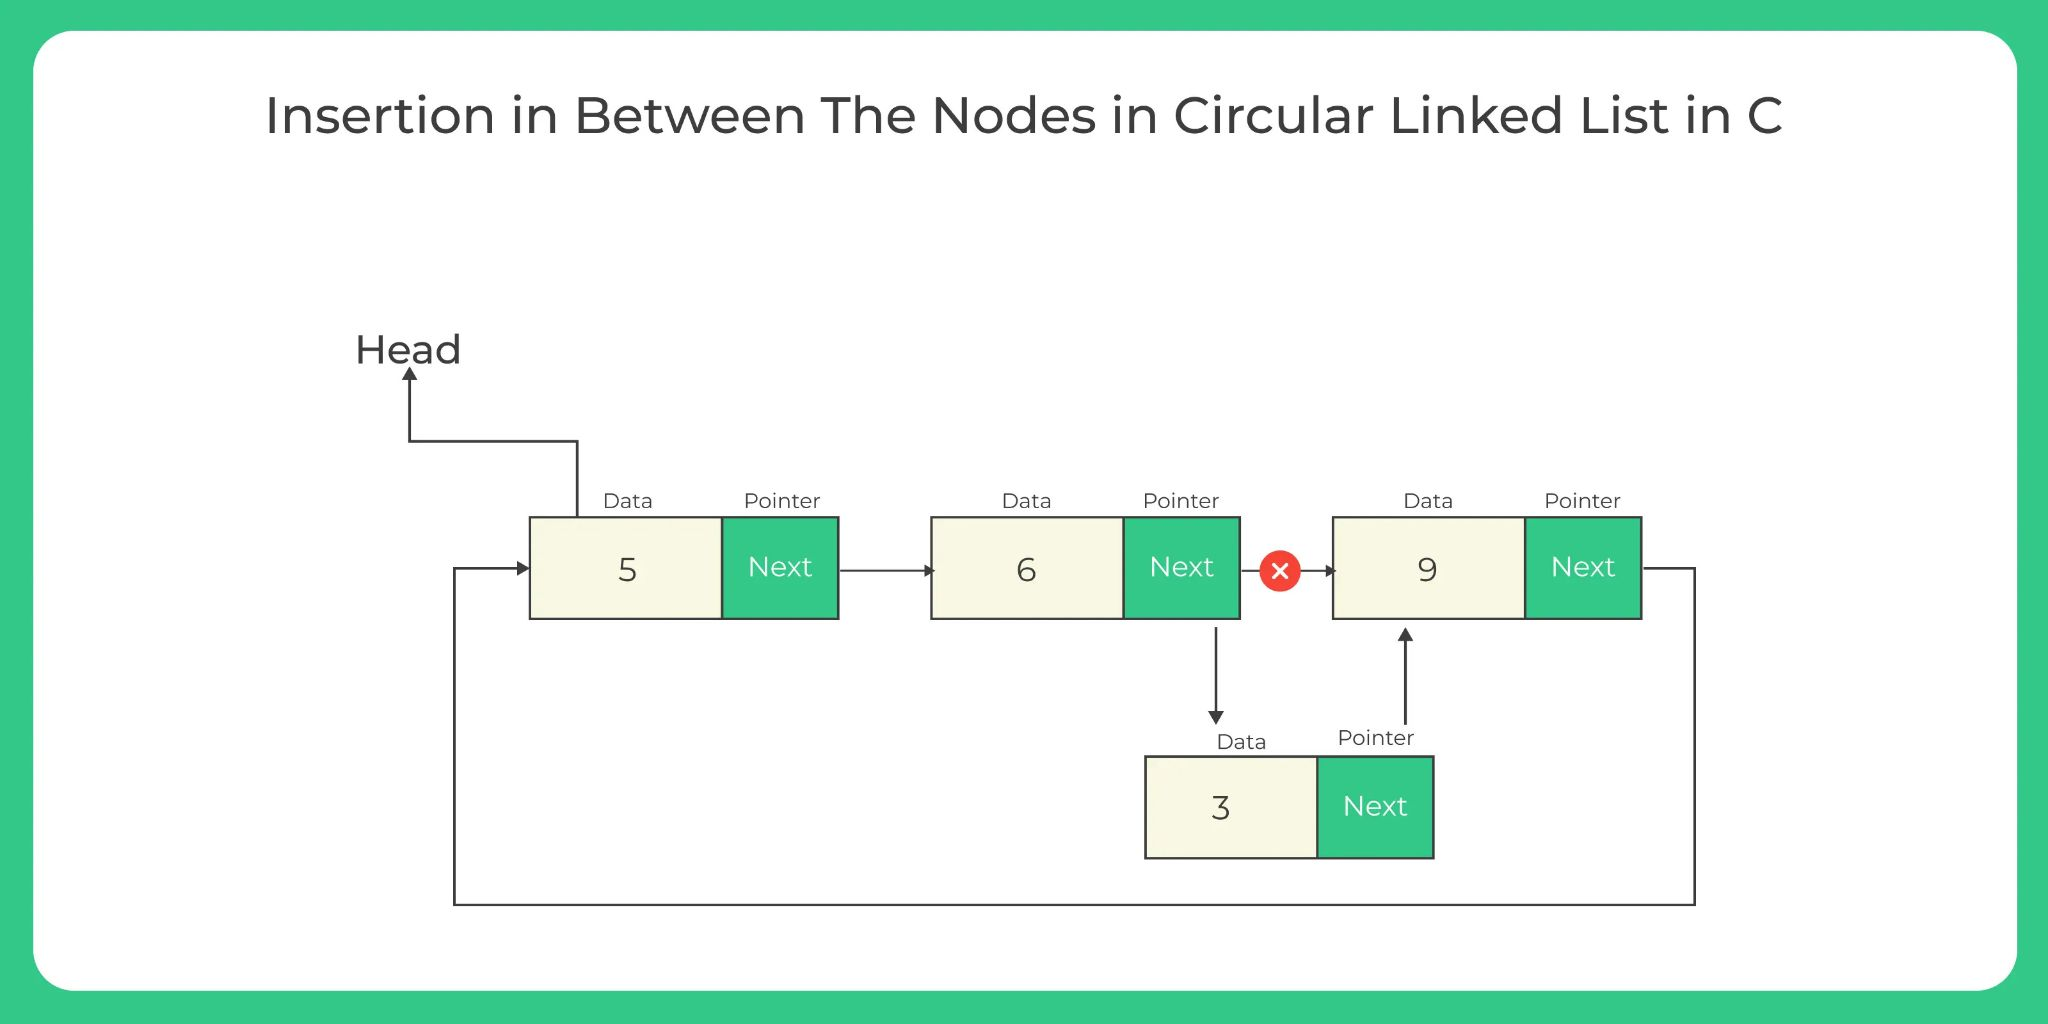 Insertion in Between The Nodes in Circular Linked List in C
Head
Data Pointer Data Pointer Data Pointer
5 Next 6 Next 9 Next
Data Pointer
3 Next